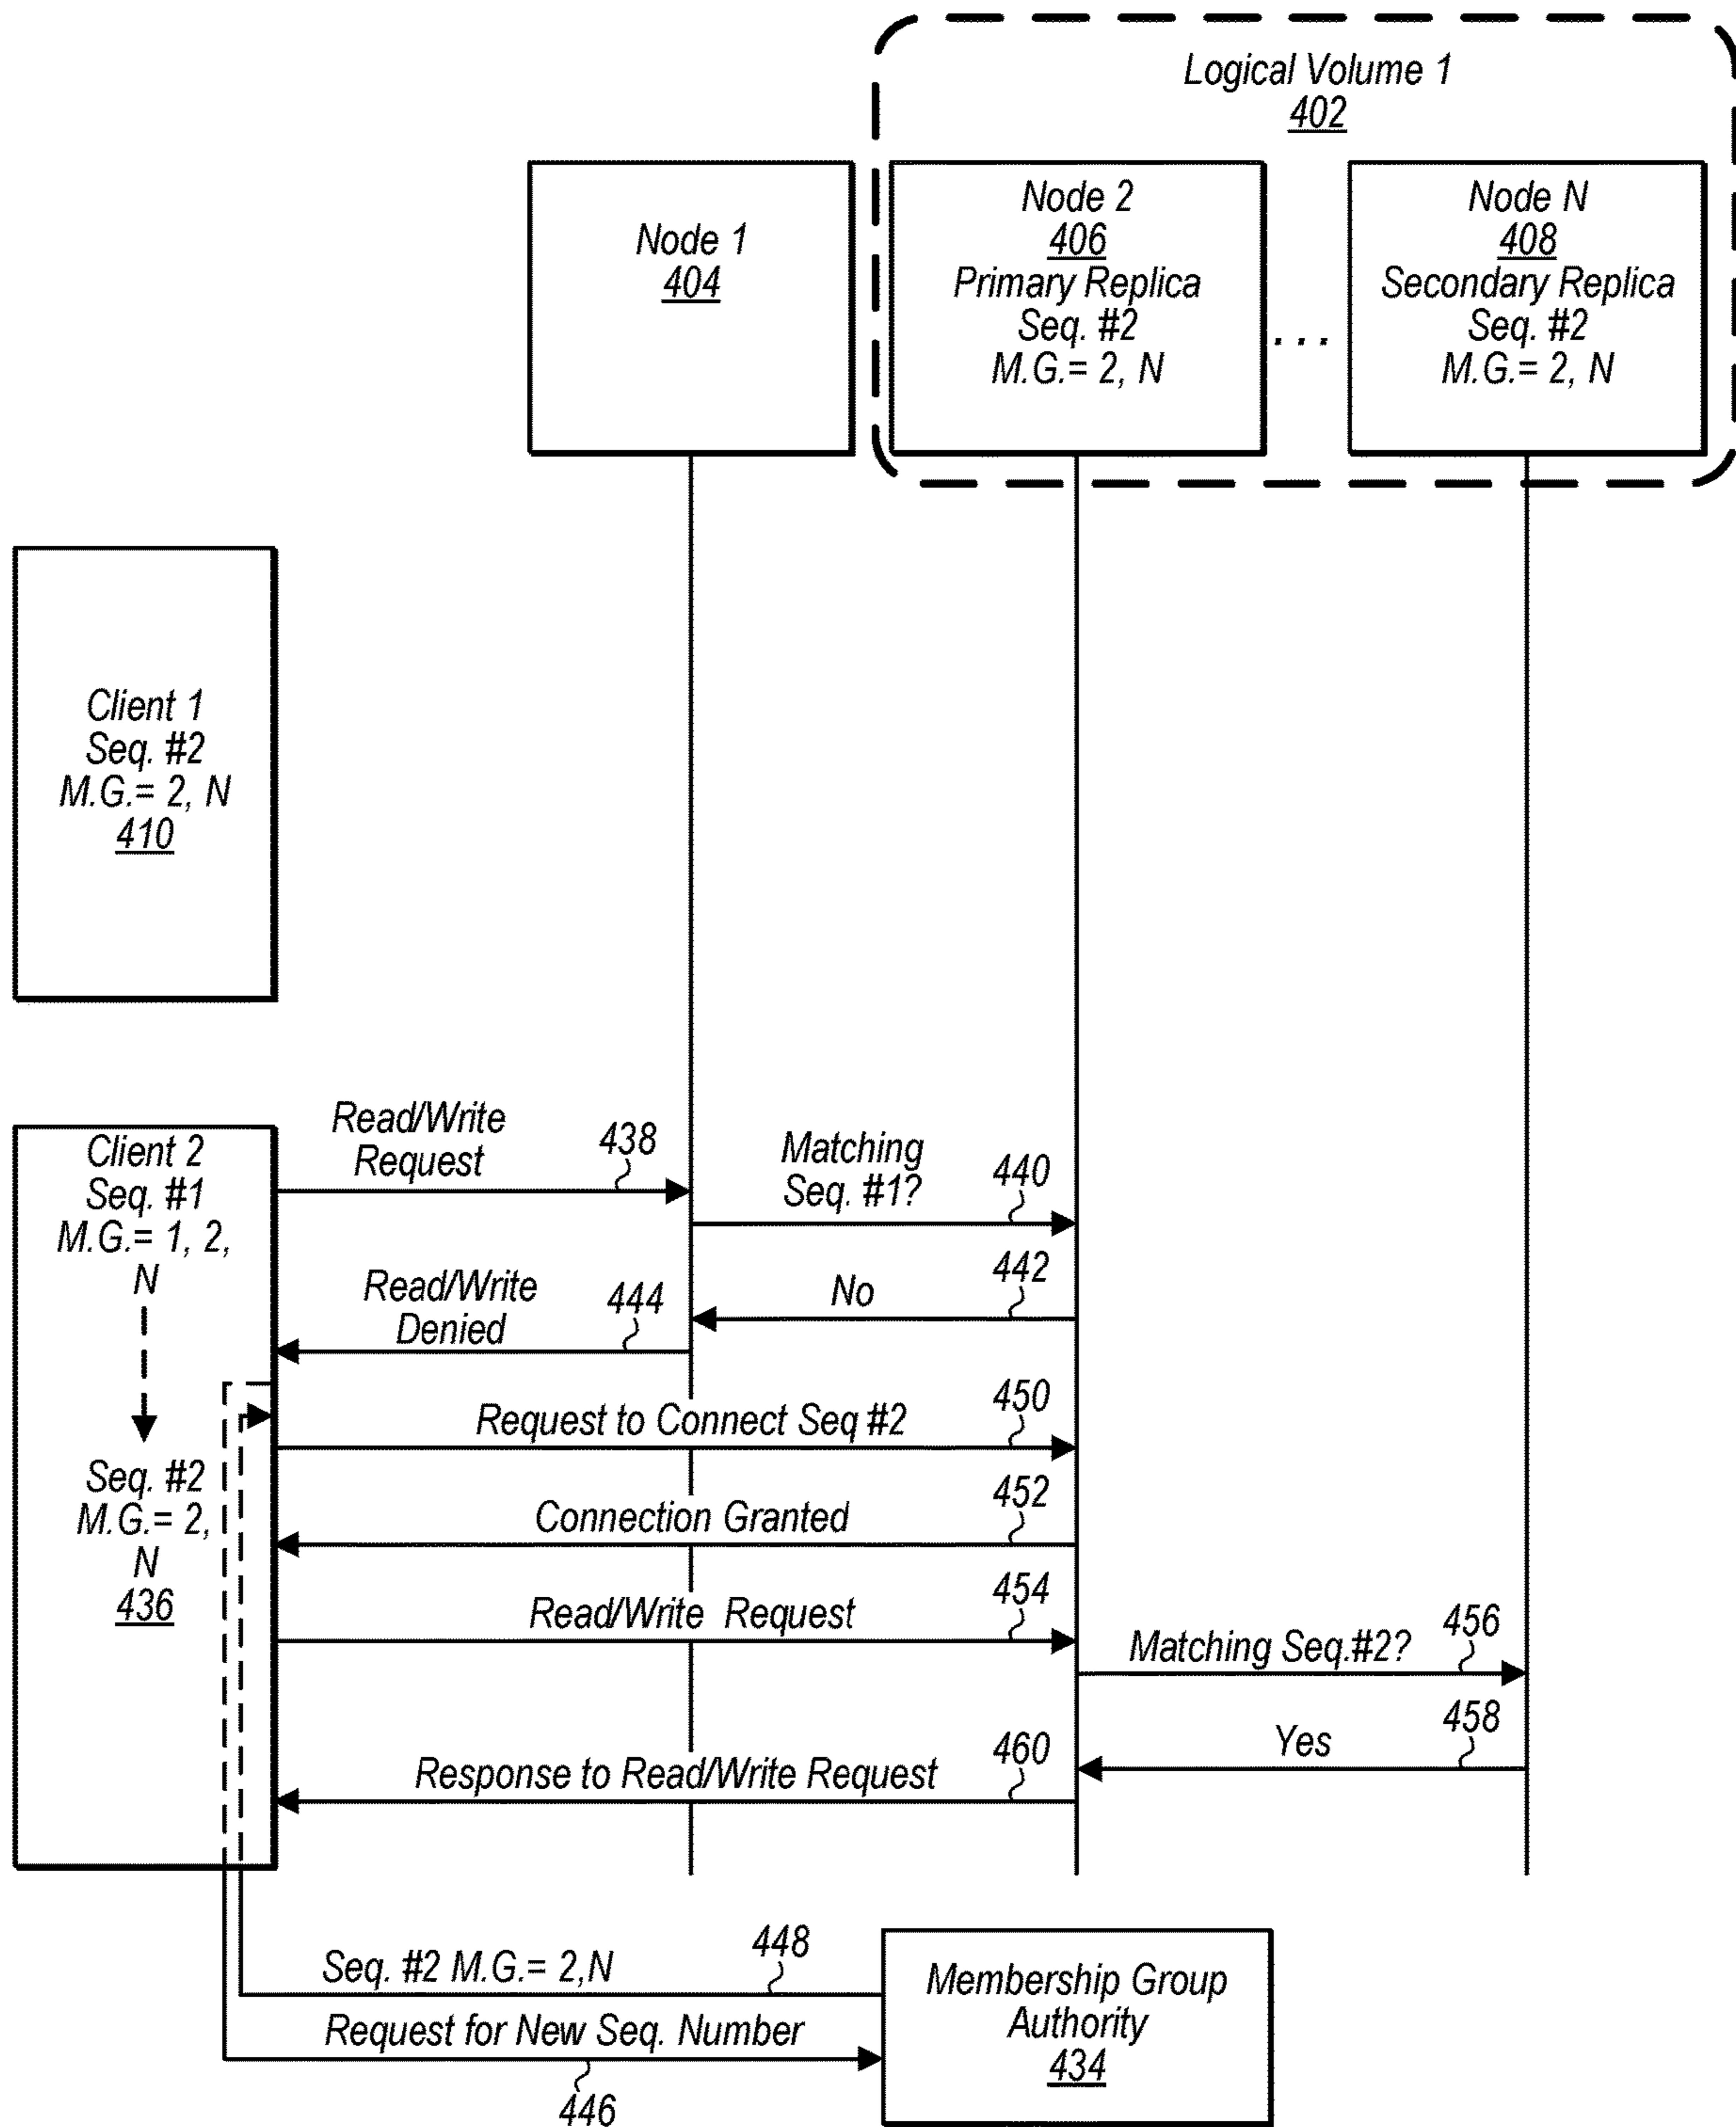 Logical Volume 1
402
Node 1
404
Node 2
406
Primary Replica
Seq. #2
M.G.= 2, N
...
Node N
408
Secondary Replica
Seq. #2
M.G.= 2, N
Client 1
Seq. #2
M.G.= 2, N
410
Client 2
Seq. #1
M.G.= 1, 2,
N
Seq. #2
M.G.= 2,
N
436
Read/Write
Request
438
Matching
Seq. #1?
440
No
442
Read/Write
Denied
444
Request to Connect Seq #2
450
Connection Granted
452
Read/Write Request
454
Matching Seq.#2?
456
Yes
458
Response to Read/Write Request
460
Seq. #2 M.G.= 2,N
448
Request for New Seq. Number
446
Membership Group
Authority
434